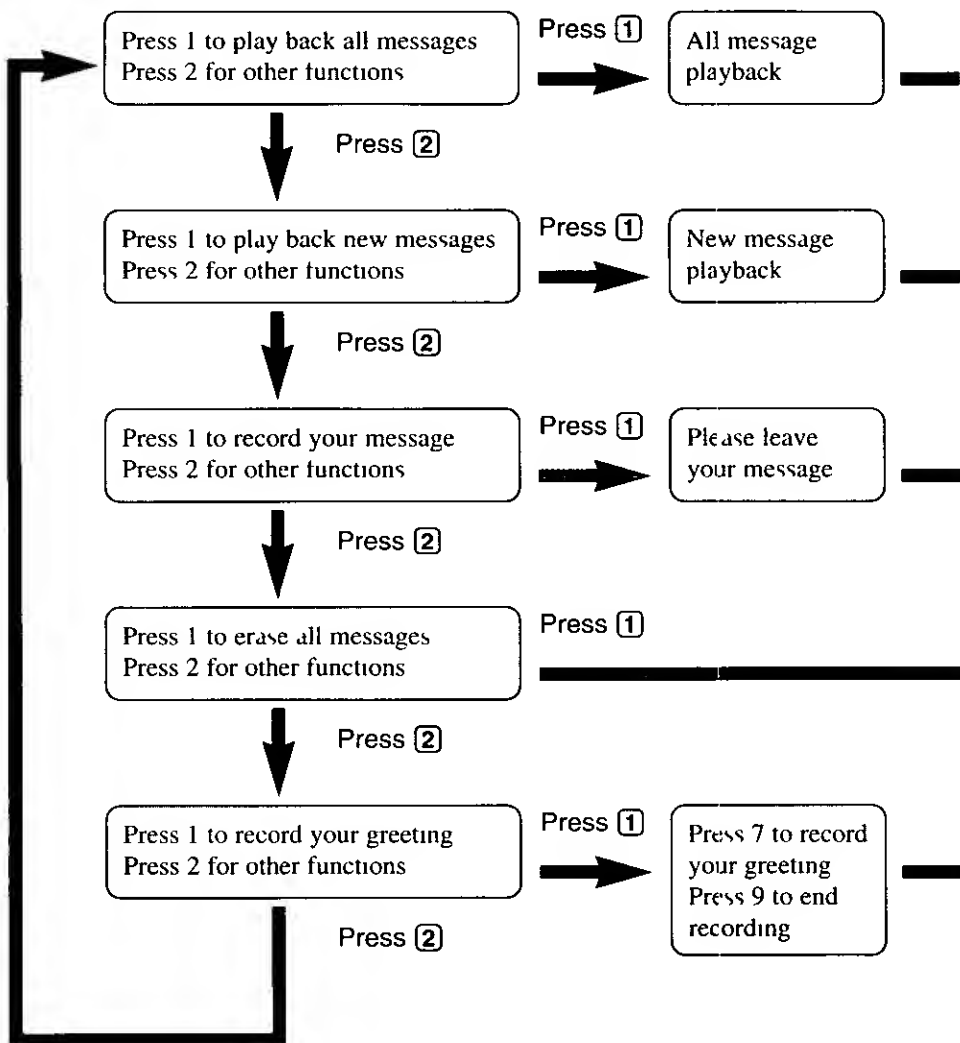 Press 1 to play back all messages
Press 2 for other functions
Press 1
All message
playback
Press 2
Press 1 to play back new messages
Press 2 for other functions
Press 1
New message
playback
Press 2
Press 1 to record your message
Press 2 for other functions
Press 1
Please leave
your message
Press 2
Press 1 to erase all messages
Press 2 for other functions
Press 1
Press 2
Press 1 to record your greeting
Press 2 for other functions
Press 1
Press 7 to record
your greeting
Press 9 to end
recording
Press 2